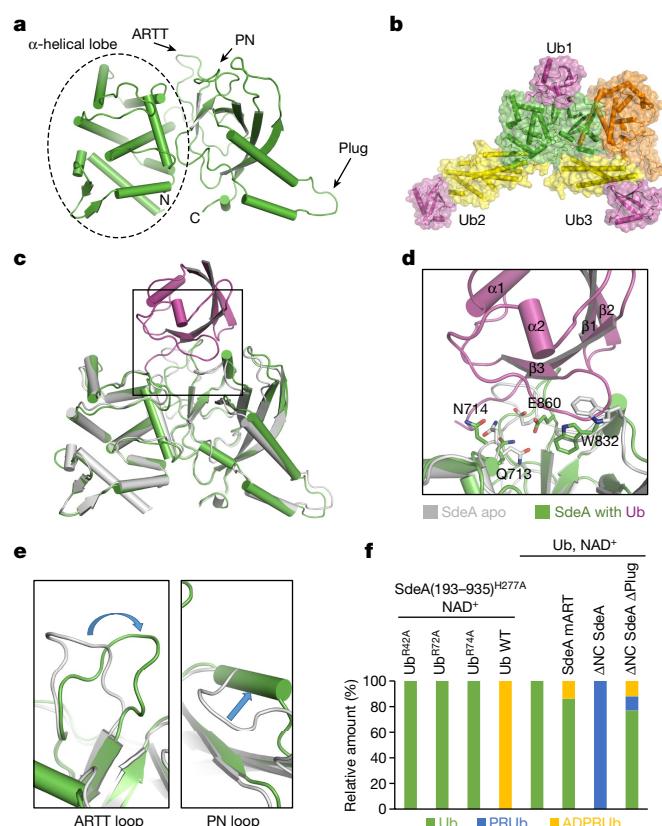 a
ARTT
PN
α-helical lobe
Plug
N
C
b
Ub1
Ub2
Ub3
c
d
α1
α2
β1
β2
β3
E860
N714
W832
Q713
SdeA apo
SdeA with Ub
e
ARTT loop
PN loop
f
Ub, NAD⁺
SdeA(193–935)ᴴ²⁷⁷ᴬ
NAD⁺
Ubᴿ⁴²ᴬ
Ubᴿ⁷²ᴬ
Ubᴿ⁷⁴ᴬ
Ub WT
SdeA mART
ΔNC SdeA
ΔNC SdeA ΔPlug
Relative amount (%)
100
80
60
40
20
0
Ub
PRUb
ADPRUb